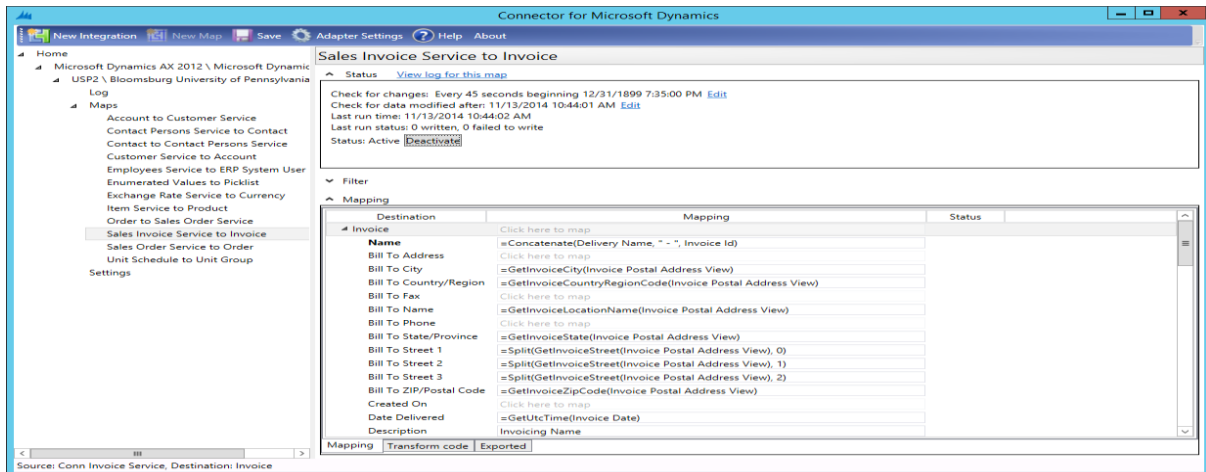 Connector for Microsoft Dynamics
New Integration New Map Save Adapter Settings ? Help About
Home
Microsoft Dynamics AX 2012 \ Microsoft Dynamic
USP2 \ Bloomsburg University of Pennsylvania
Log
Maps
Account to Customer Service
Contact Persons Service to Contact
Contact to Contact Persons Service
Customer Service to Account
Employees Service to ERP System User
Enumerated Values to Picklist
Exchange Rate Service to Currency
Item Service to Product
Order to Sales Order Service
Sales Invoice Service to Invoice
Sales Order Service to Order
Unit Schedule to Unit Group
Settings
Sales Invoice Service to Invoice
Status View log for this map
Check for changes: Every 45 seconds beginning 12/31/1899 7:35:00 PM Edit
Check for data modified after: 11/13/2014 10:44:01 AM Edit
Last run time: 11/13/2014 10:44:02 AM
Last run status: 0 written, 0 failed to write
Status: Active Deactivate
Filter
Mapping
Destination Mapping Status
Invoice Click here to map
Name =Concatenate(Delivery Name, " - ", Invoice Id)
Bill To Address Click here to map
Bill To City =GetInvoiceCity(Invoice Postal Address View)
Bill To Country/Region =GetInvoiceCountryRegionCode(Invoice Postal Address View)
Bill To Fax Click here to map
Bill To Name =GetInvoiceLocationName(Invoice Postal Address View)
Bill To Phone Click here to map
Bill To State/Province =GetInvoiceState(Invoice Postal Address View)
Bill To Street 1 =Split(GetInvoiceStreet(Invoice Postal Address View), 0)
Bill To Street 2 =Split(GetInvoiceStreet(Invoice Postal Address View), 1)
Bill To Street 3 =Split(GetInvoiceStreet(Invoice Postal Address View), 2)
Bill To ZIP/Postal Code =GetInvoiceZipCode(Invoice Postal Address View)
Created On Click here to map
Date Delivered =GetUtcTime(Invoice Date)
Description Invoicing Name
Mapping Transform code Exported
Source: Conn Invoice Service, Destination: Invoice